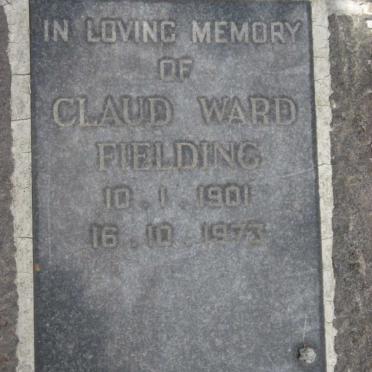 IN LOVING MEMORY
OF
CLAUD WARD
FIELDING
10.1.1901
16.10.1973